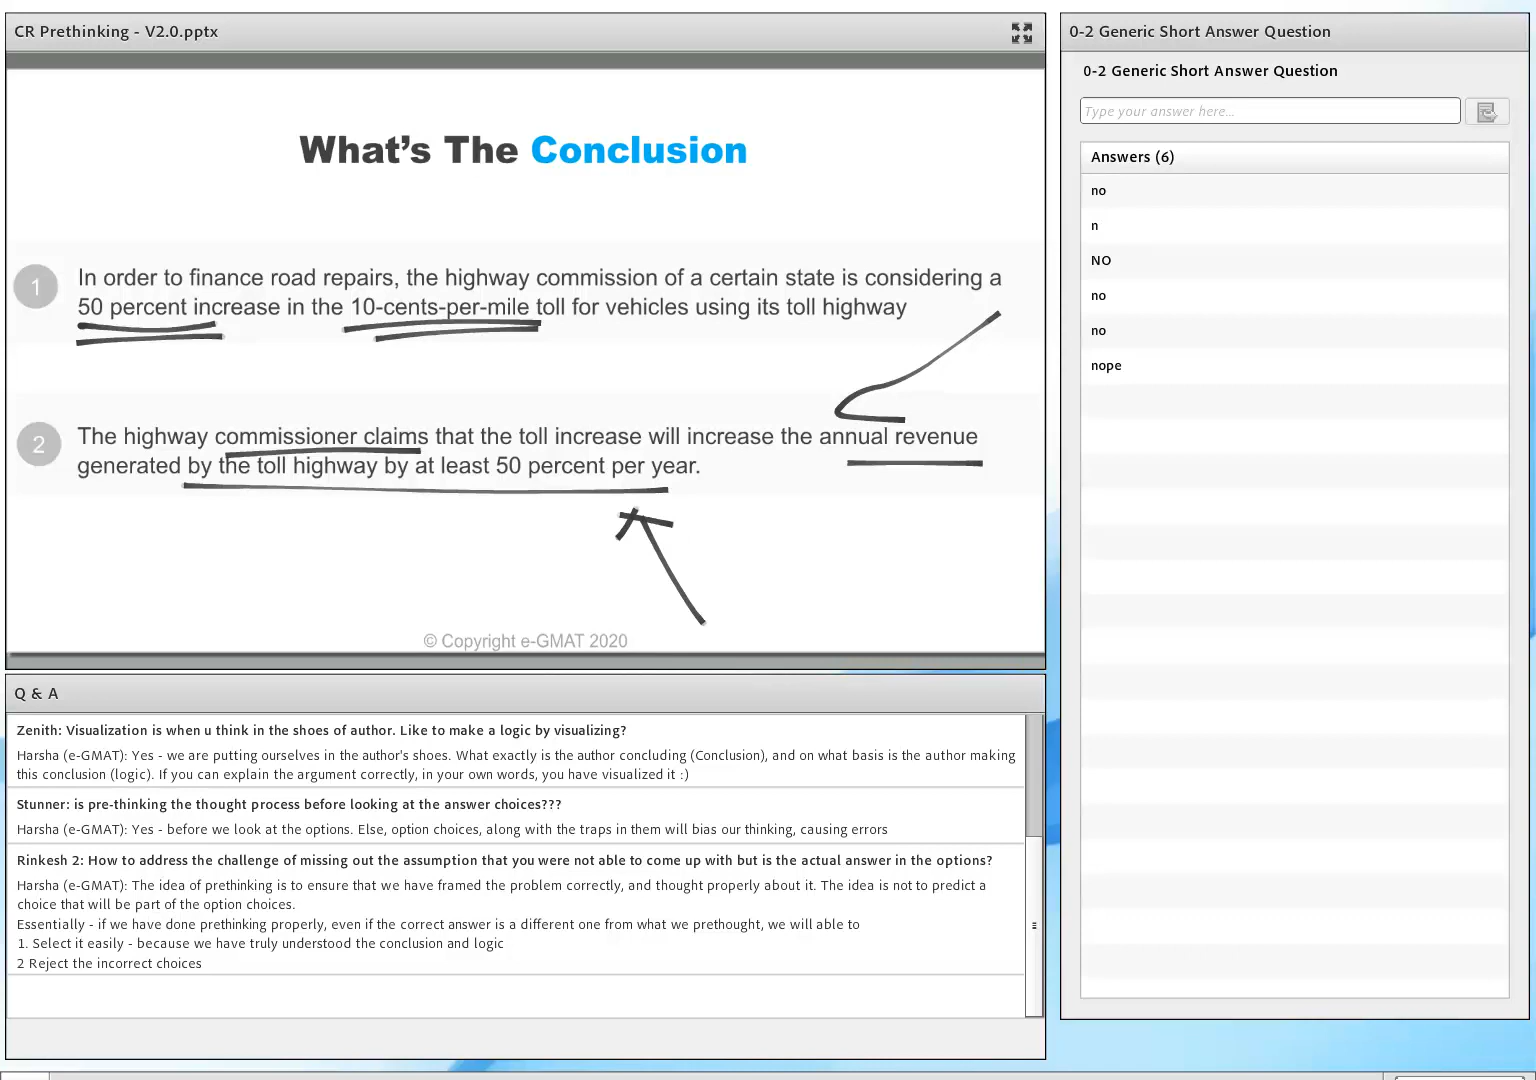 CR Prethinking - V2.0.pptx
What's The Conclusion
1
In order to finance road repairs, the highway commission of a certain state is considering a
50 percent increase in the 10-cents-per-mile toll for vehicles using its toll highway
2
The highway commissioner claims that the toll increase will increase the annual revenue
generated by the toll highway by at least 50 percent per year.
© Copyright e-GMAT 2020
Q & A
Zenith: Visualization is when u think in the shoes of author. Like to make a logic by visualizing?
Harsha (e-GMAT): Yes - we are putting ourselves in the author's shoes. What exactly is the author concluding (Conclusion), and on what basis is the author making
this conclusion (logic). If you can explain the argument correctly, in your own words, you have visualized it :)
Stunner: is pre-thinking the thought process before looking at the answer choices???
Harsha (e-GMAT): Yes - before we look at the options. Else, option choices, along with the traps in them will bias our thinking, causing errors
Rinkesh 2: How to address the challenge of missing out the assumption that you were not able to come up with but is the actual answer in the options?
Harsha (e-GMAT): The idea of prethinking is to ensure that we have framed the problem correctly, and thought properly about it. The idea is not to predict a
choice that will be part of the option choices.
Essentially - if we have done prethinking properly, even if the correct answer is a different one from what we prethought, we will able to
1. Select it easily - because we have truly understood the conclusion and logic
2 Reject the incorrect choices
0-2 Generic Short Answer Question
0-2 Generic Short Answer Question
Type your answer here...
Answers (6)
no
n
NO
no
no
nope